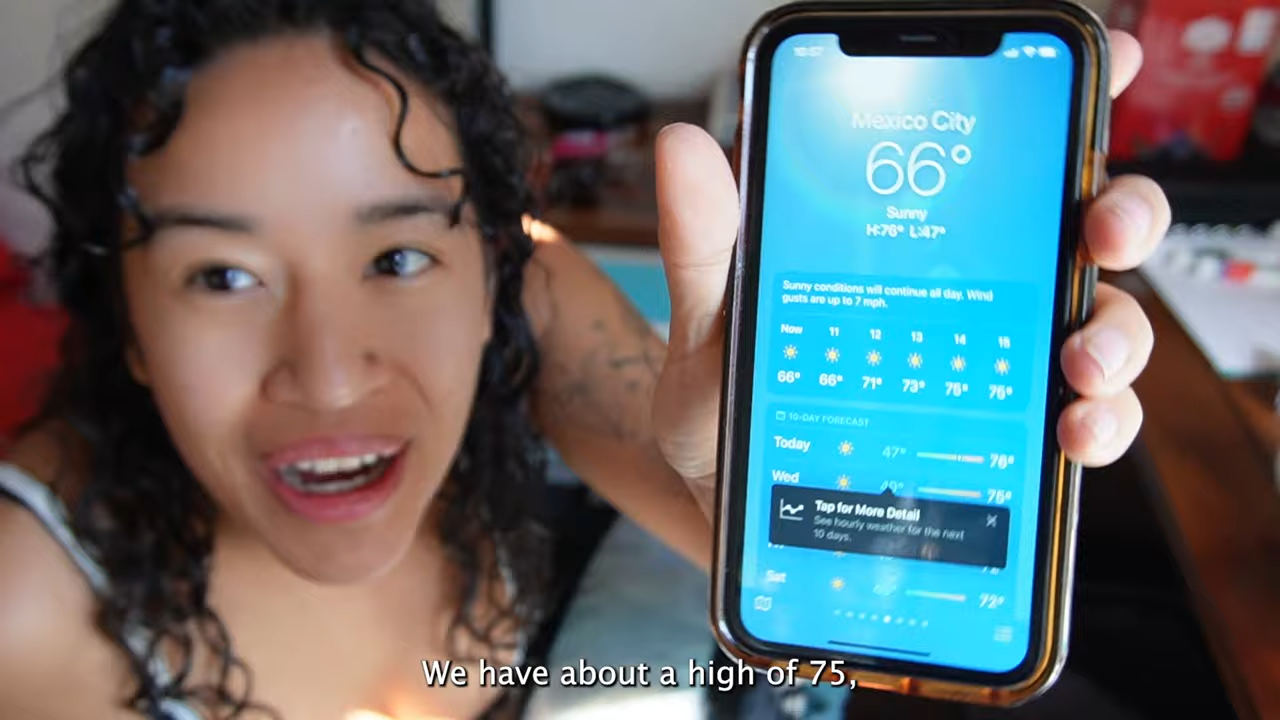 10:57
Mexico City
66°
Sunny
H:76° L:47°
Sunny conditions will continue all day. Wind
gusts are up to 7 mph.
Now 11 12 13 14 15
66° 66° 71° 73° 75° 76°
10-DAY FORECAST
Today 47° 76°
Wed 49° 75°
Tap for More Detail
See hourly weather for the next
10 days.
Sat 72°
We have about a high of 75,